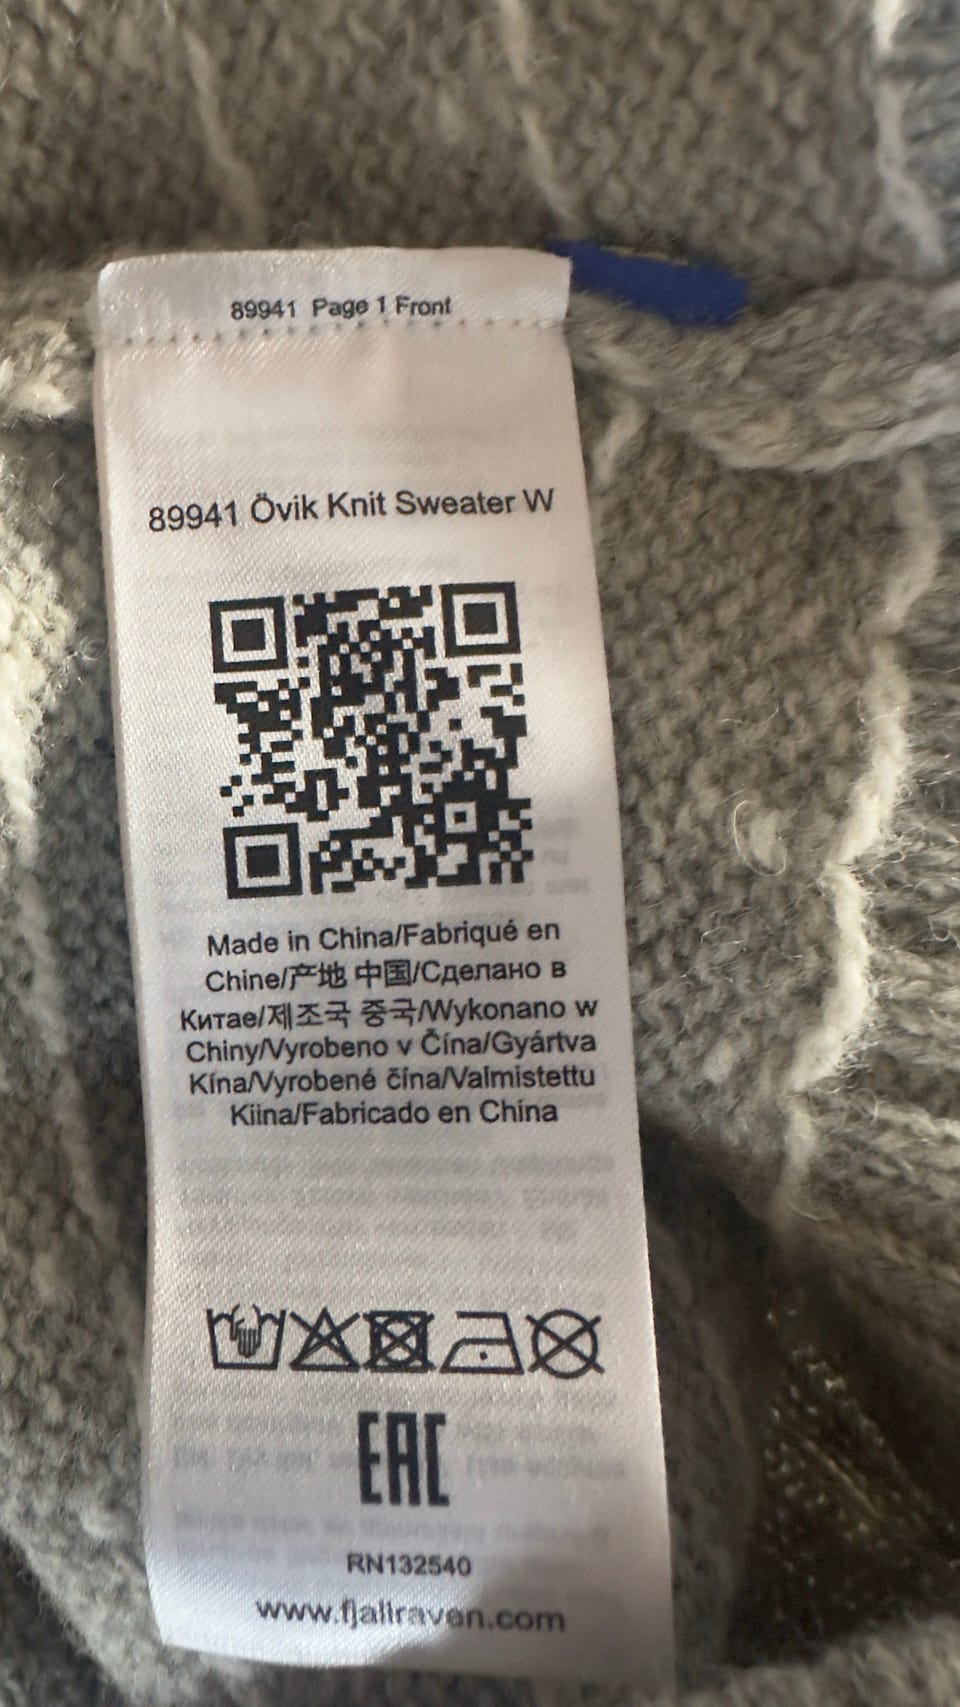 89941 Page 1 Front
89941 Övik Knit Sweater W
Made in China/Fabriqué en
Chine/产地 中国/Сделано в
Китае/제조국 중국/Wykonano w
Chiny/Vyrobeno v Čína/Gyártva
Kína/Vyrobené čína/Valmistettu
Kiina/Fabricado en China
EAC
RN132540
www.fjallraven.com